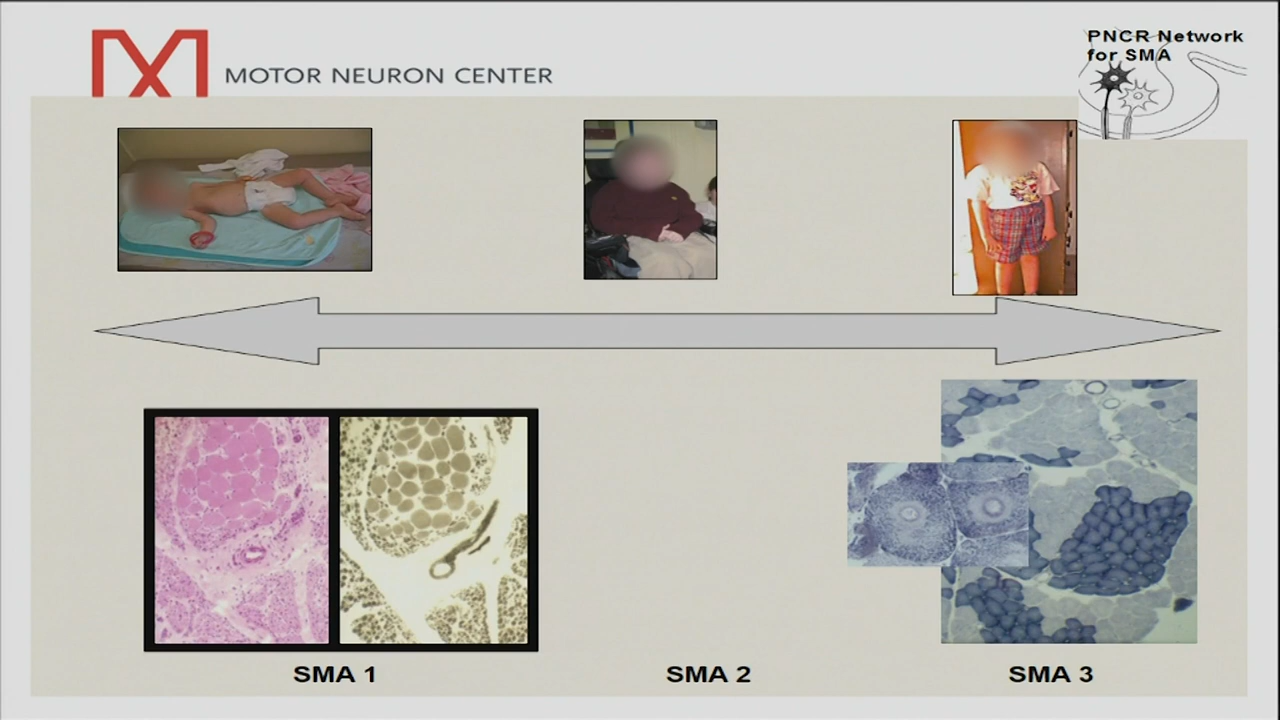 MOTOR NEURON CENTER
PNCR Network
for SMA
SMA 1
SMA 2
SMA 3